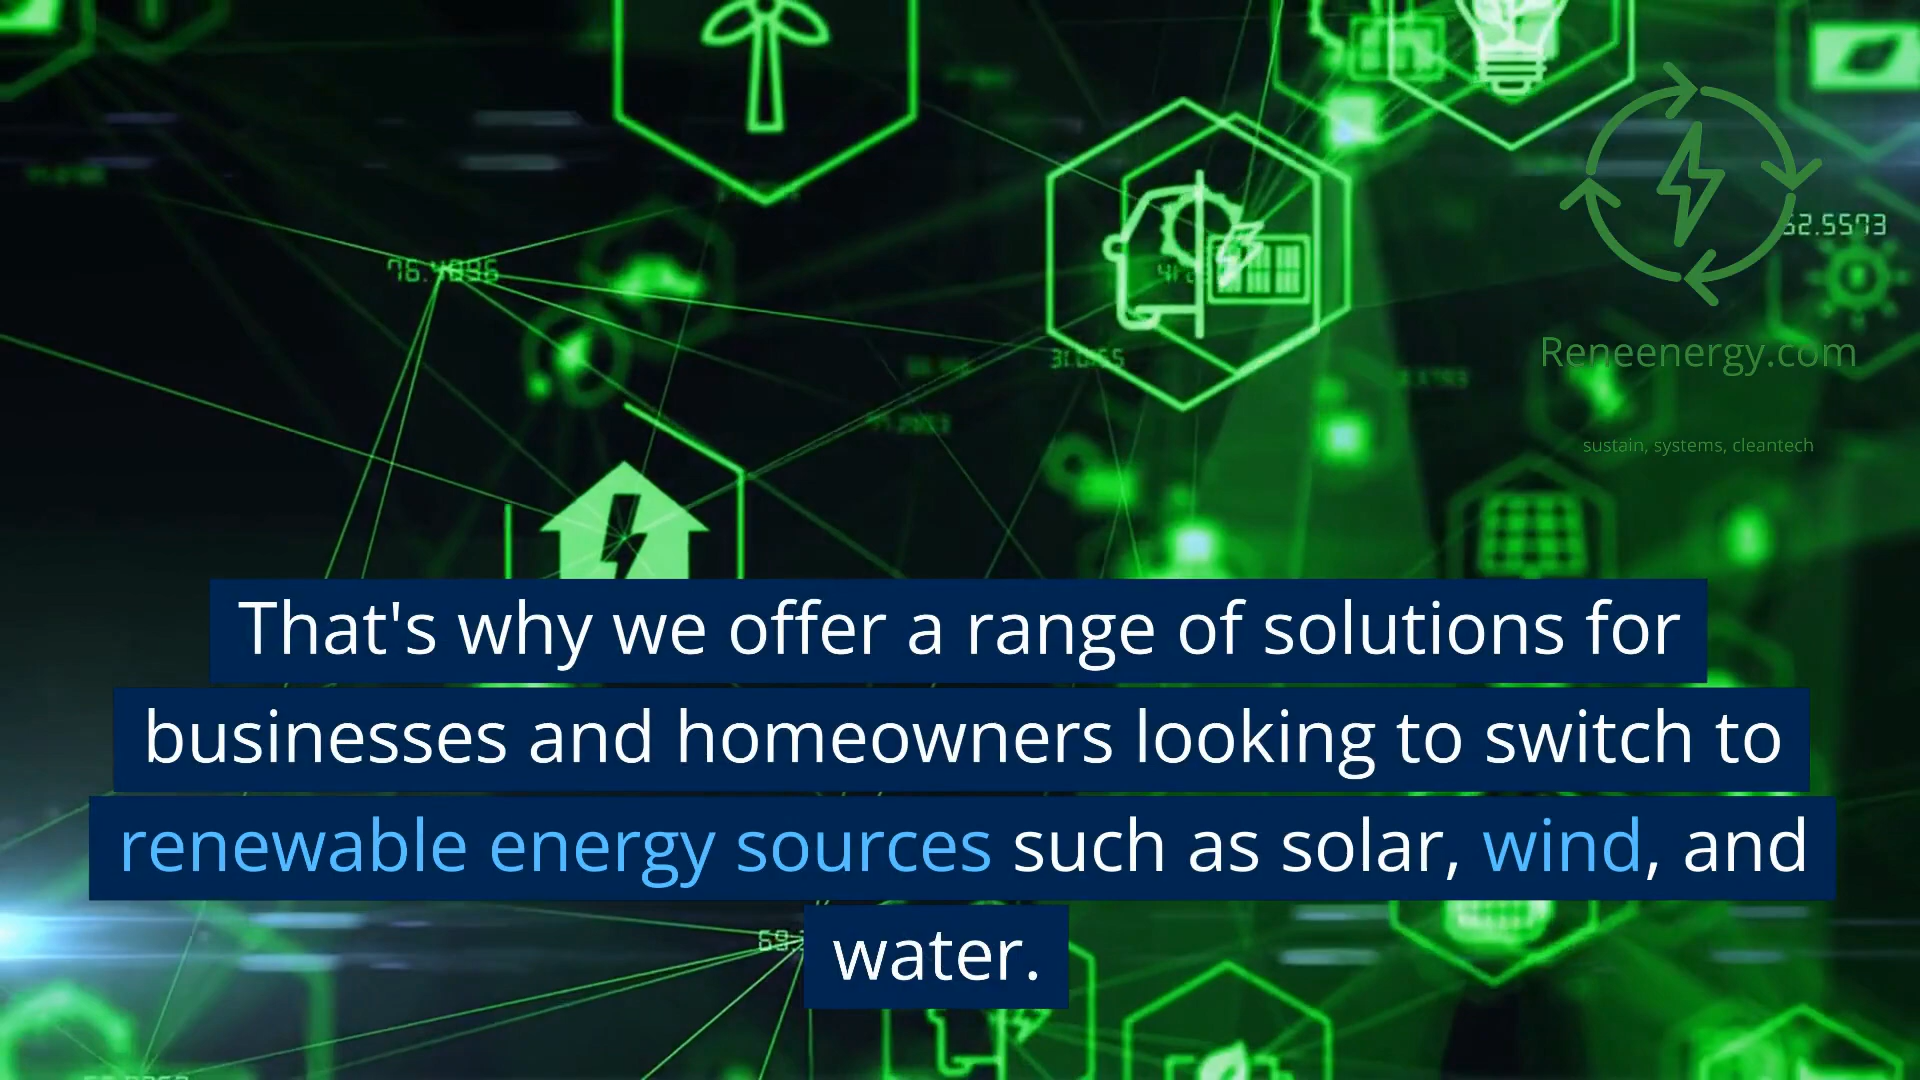 Reneenergy.com
sustain, systems, cleantech
That's why we offer a range of solutions for
businesses and homeowners looking to switch to
renewable energy sources such as solar, wind, and
water.